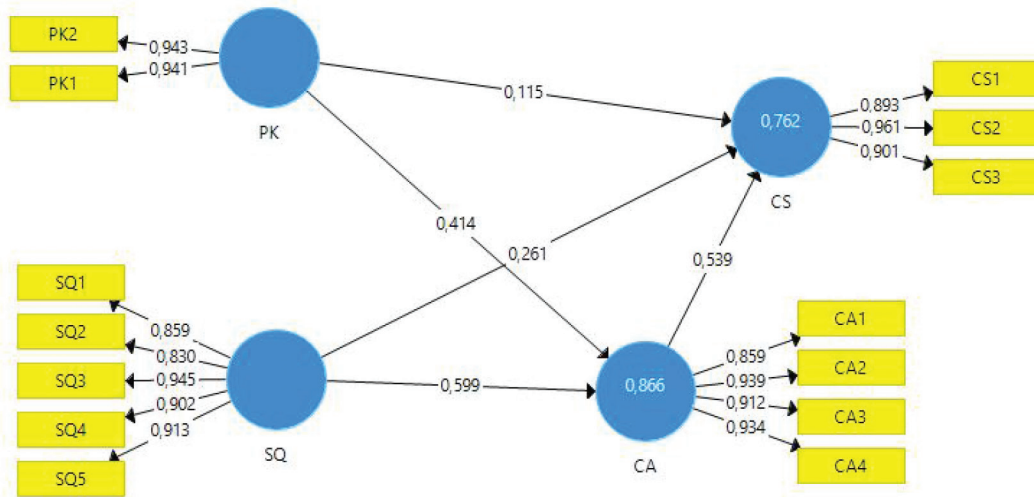 PK2
0,943
PK1
0,941
PK
0,115
0,414
CS1
0,893
0,762
CS2
0,961
0,901
CS3
CS
SQ1
0,859
SQ2
0,830
SQ3
0,945
SQ4
0,902
0,913
SQ5
SQ
0,261
0,539
0,599
0,866
CA
CA1
0,859
CA2
0,939
0,912
CA3
0,934
CA4